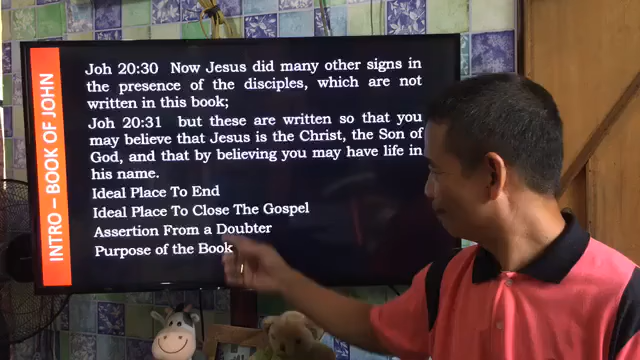 INTRO – BOOK OF JOHN
Joh 20:30 Now Jesus did many other signs in
the presence of the disciples, which are not
written in this book;
Joh 20:31 but these are written so that you
may believe that Jesus is the Christ, the Son of
God, and that by believing you may have life in
his name.
Ideal Place To End
Ideal Place To Close The Gospel
Assertion From a Doubter
Purpose of the Book